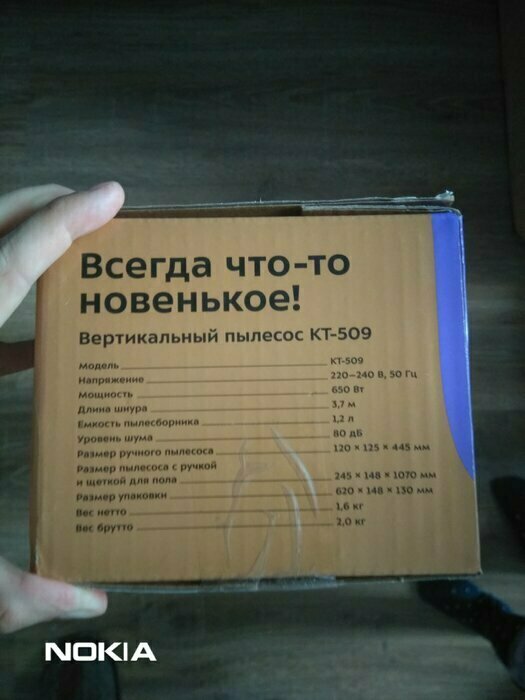 Всегда что-то
новенькое!
Вертикальный пылесос КТ-509
Модель КТ-509
Напряжение 220–240 В, 50 Гц
Мощность 650 Вт
Длина шнура 3,7 м
Емкость пылесборника 1,2 л
Уровень шума 80 дБ
Размер ручного пылесоса 120 × 125 × 445 мм
Размер пылесоса с ручкой
и щеткой для пола 245 × 148 × 1070 мм
Размер упаковки 620 × 148 × 130 мм
Вес нетто 1,6 кг
Вес брутто 2,0 кг
NOKIA